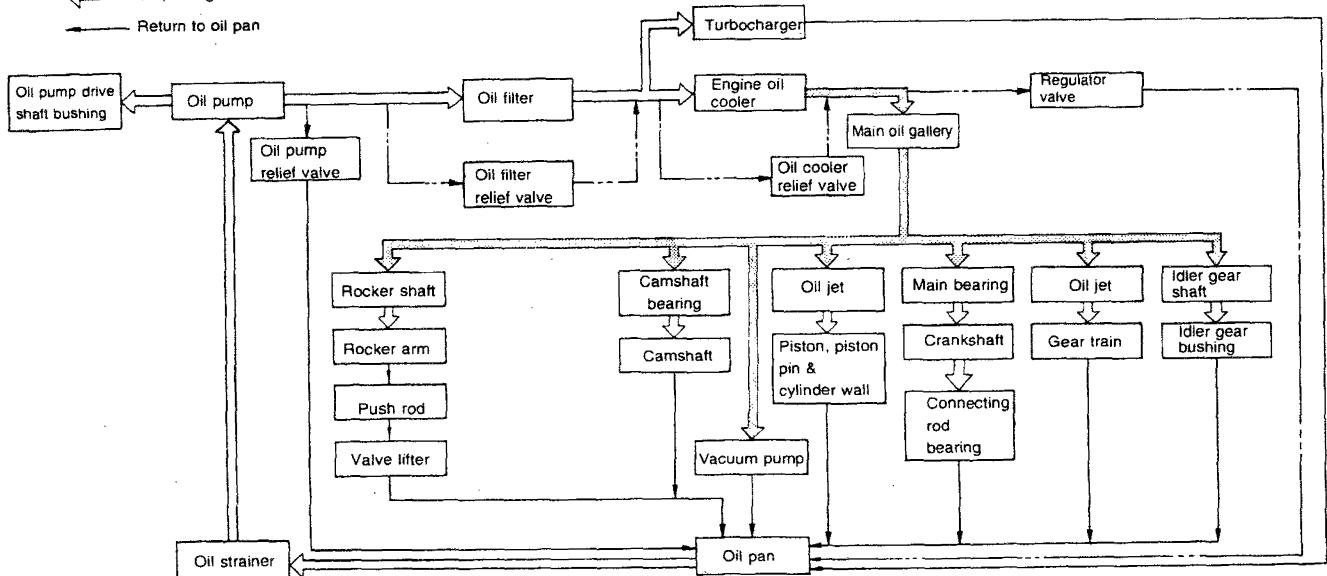 Return to oil pan
Turbocharger
Oil pump drive
shaft bushing
Oil pump
Oil filter
Engine oil
cooler
Regulator
valve
Main oil gallery
Oil pump
relief valve
Oil filter
relief valve
Oil cooler
relief valve
Rocker shaft
Camshaft
bearing
Oil jet
Main bearing
Oil jet
Idler gear
shaft
Rocker arm
Camshaft
Piston, piston
pin &
cylinder wall
Crankshaft
Gear train
Idler gear
bushing
Push rod
Connecting
rod
bearing
Valve lifter
Vacuum pump
Oil strainer
Oil pan